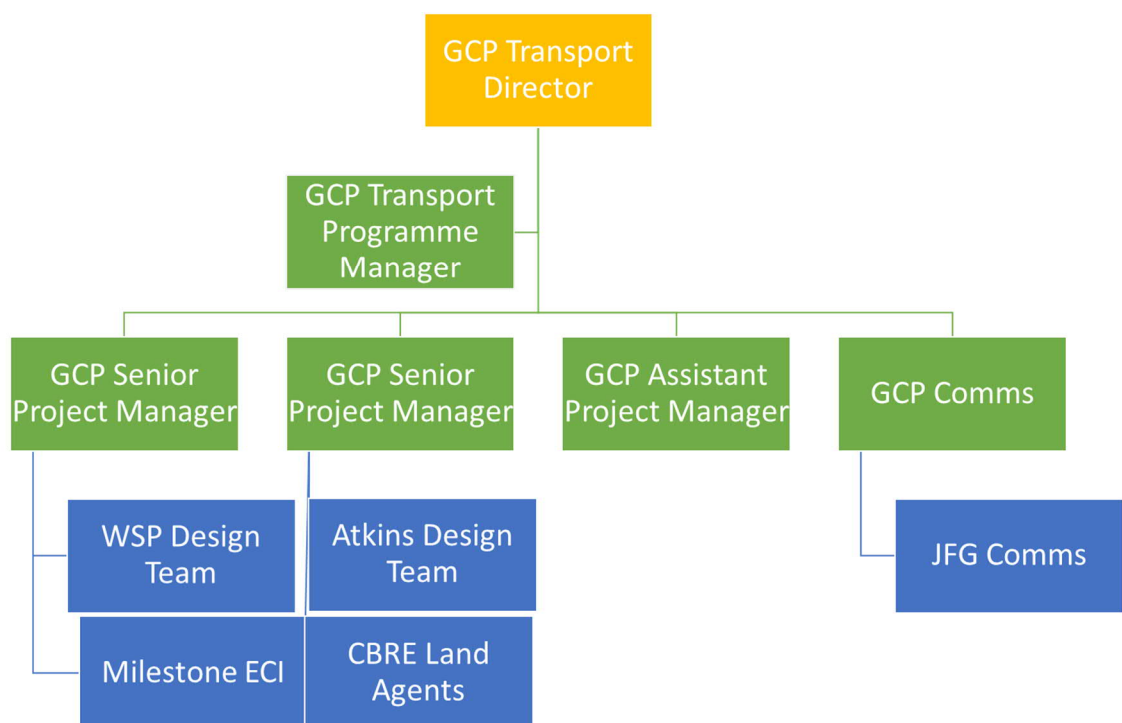 GCP Transport
Director
GCP Transport
Programme
Manager
GCP Senior
Project Manager
GCP Senior
Project Manager
GCP Assistant
Project Manager
GCP Comms
WSP Design
Team
Atkins Design
Team
JFG Comms
Milestone ECI
CBRE Land
Agents